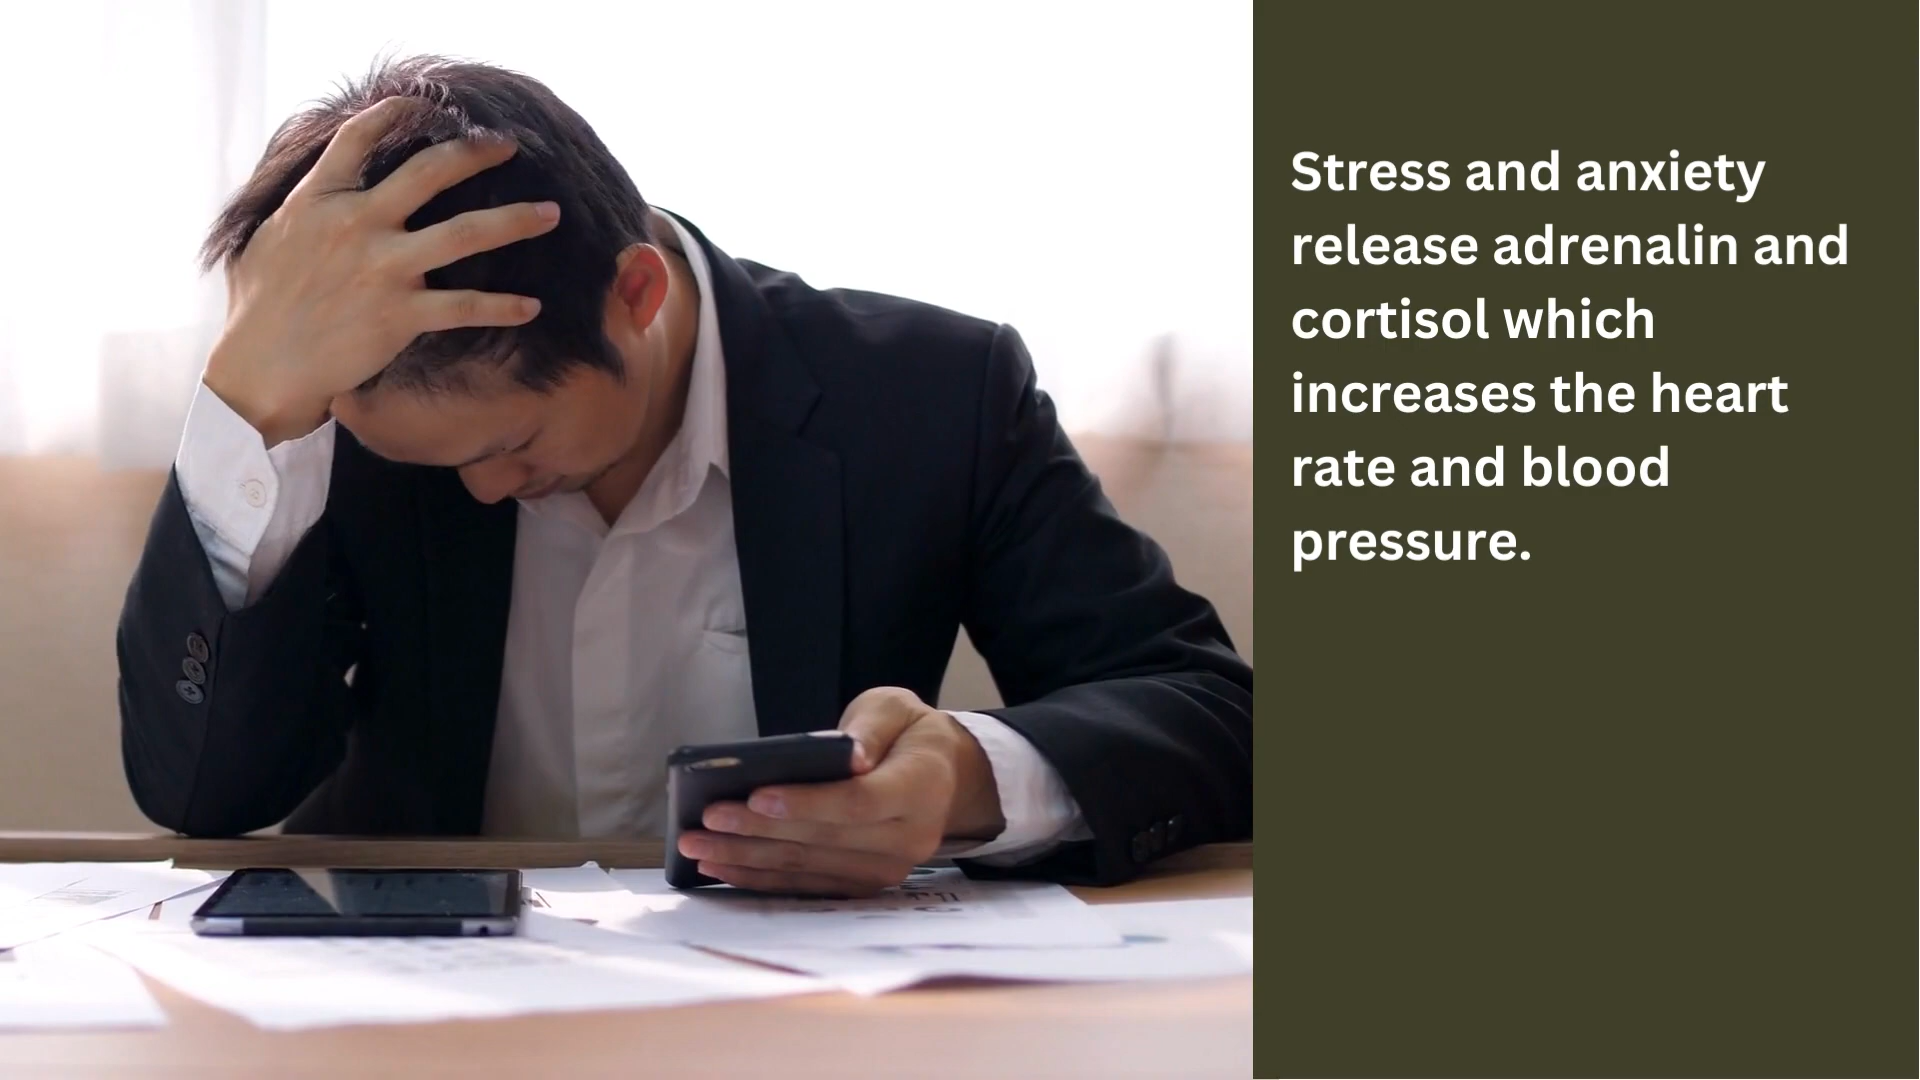 Stress and anxiety
release adrenalin and
cortisol which
increases the heart
rate and blood
pressure.